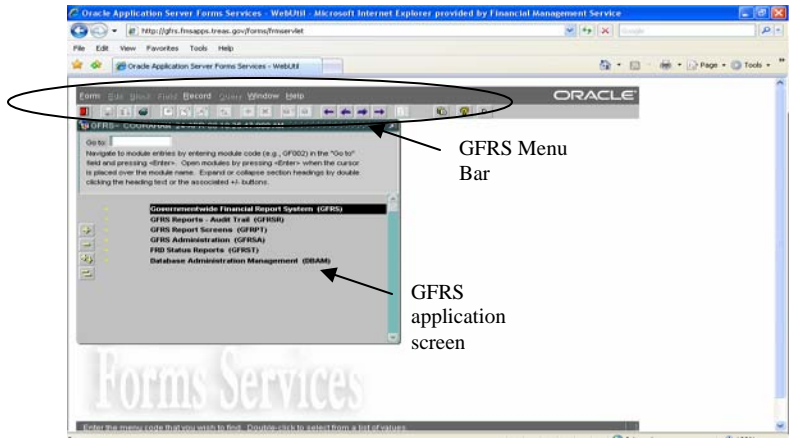 Oracle Application Server Forms Services - WebUtil - Microsoft Internet Explorer provided by Financial Management Service
http://gfrs.fmsapps.treas.gov/forms/frmservlet
Google
File Edit View Favorites Tools Help
Oracle Application Server Forms Services - WebUtil
Page Tools
Form Edit Block Field Record Query Window Help
ORACLE
GFRS Menu
Bar
Go to:
Navigate to module entries by entering module code (e.g., GF002) in the "Go to"
field and pressing <Enter>. Open modules by pressing <Enter> when the cursor
is placed over the module name. Expand or collapse section headings by double
clicking the heading text or the associated +/- buttons.
Governmentwide Financial Report System (GFRS)
GFRS Reports - Audit Trail (GFRSR)
GFRS Report Screens (GFRPT)
GFRS Administration (GFRSA)
FRD Status Reports (GFRST)
Database Administration Management (DBAM)
GFRS
application
screen
Forms Services
Enter the menu code that you wish to find. Double-click to select from a list of values.